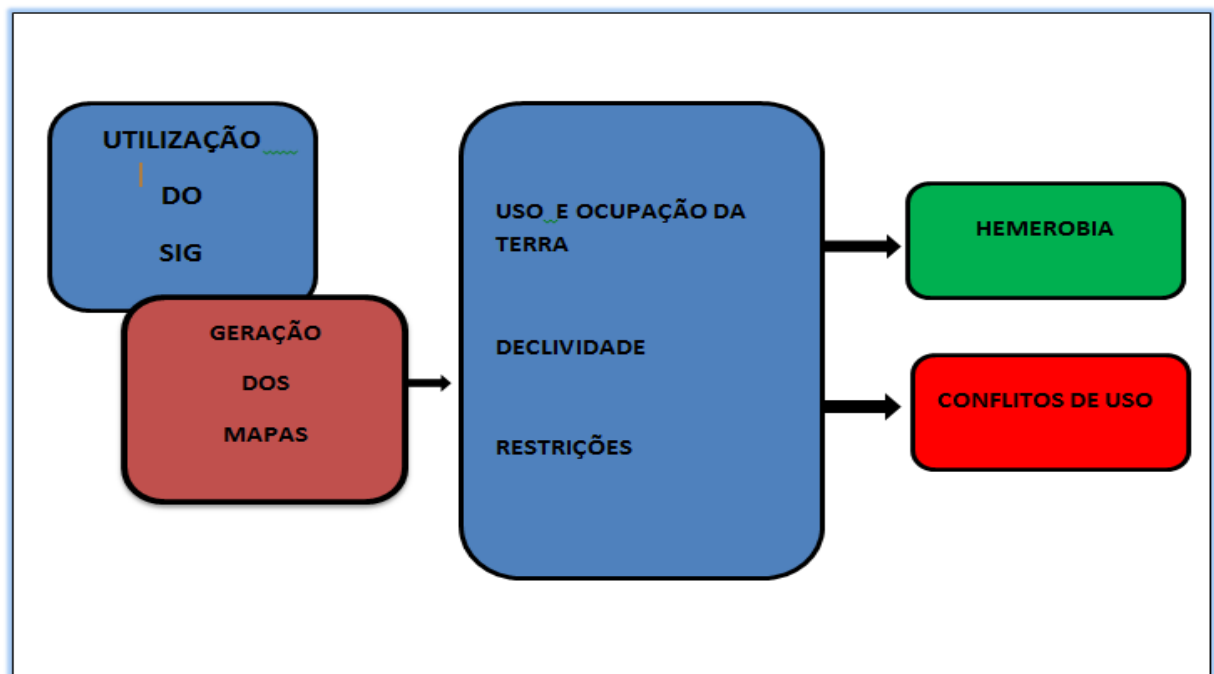 UTILIZAÇÃO
DO
SIG
GERAÇÃO
DOS
MAPAS
USO E OCUPAÇÃO DA
TERRA
DECLIVIDADE
RESTRIÇÕES
HEMEROBIA
CONFLITOS DE USO